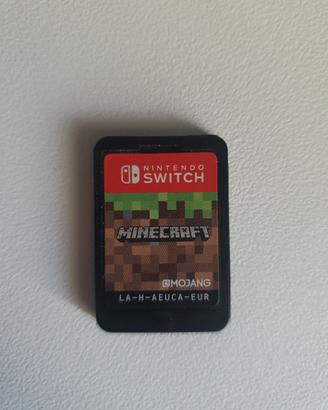 NINTENDO
SWITCH
MINECRAFT
MOJANG
LA-H-AEUCA-EUR